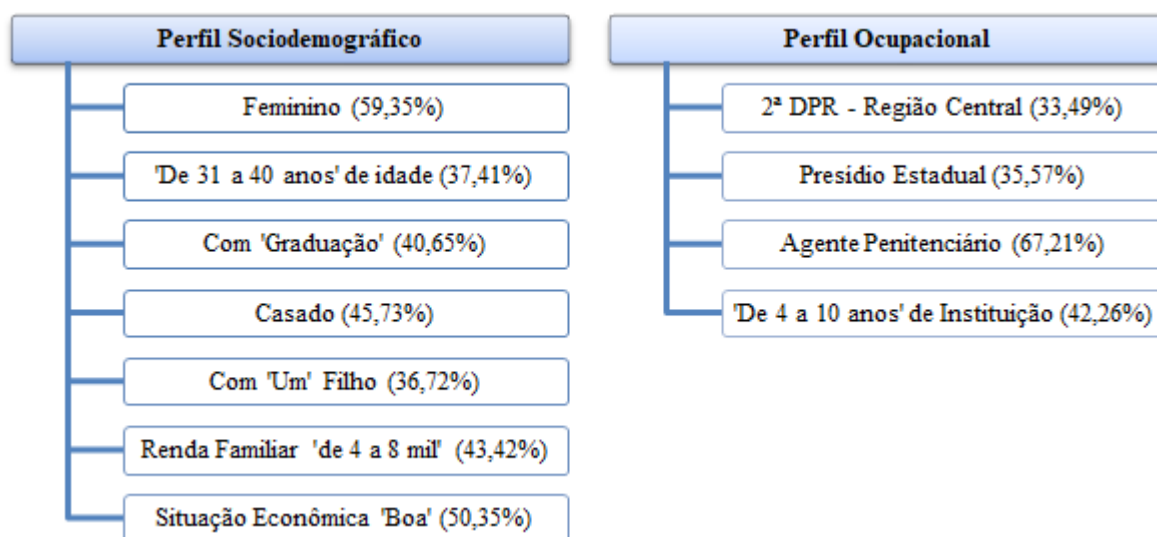 Perfil Sociodemográfico
Feminino (59,35%)
'De 31 a 40 anos' de idade (37,41%)
Com 'Graduação' (40,65%)
Casado (45,73%)
Com 'Um' Filho (36,72%)
Renda Familiar 'de 4 a 8 mil' (43,42%)
Situação Econômica 'Boa' (50,35%)
Perfil Ocupacional
2ª DPR - Região Central (33,49%)
Presídio Estadual (35,57%)
Agente Penitenciário (67,21%)
'De 4 a 10 anos' de Instituição (42,26%)